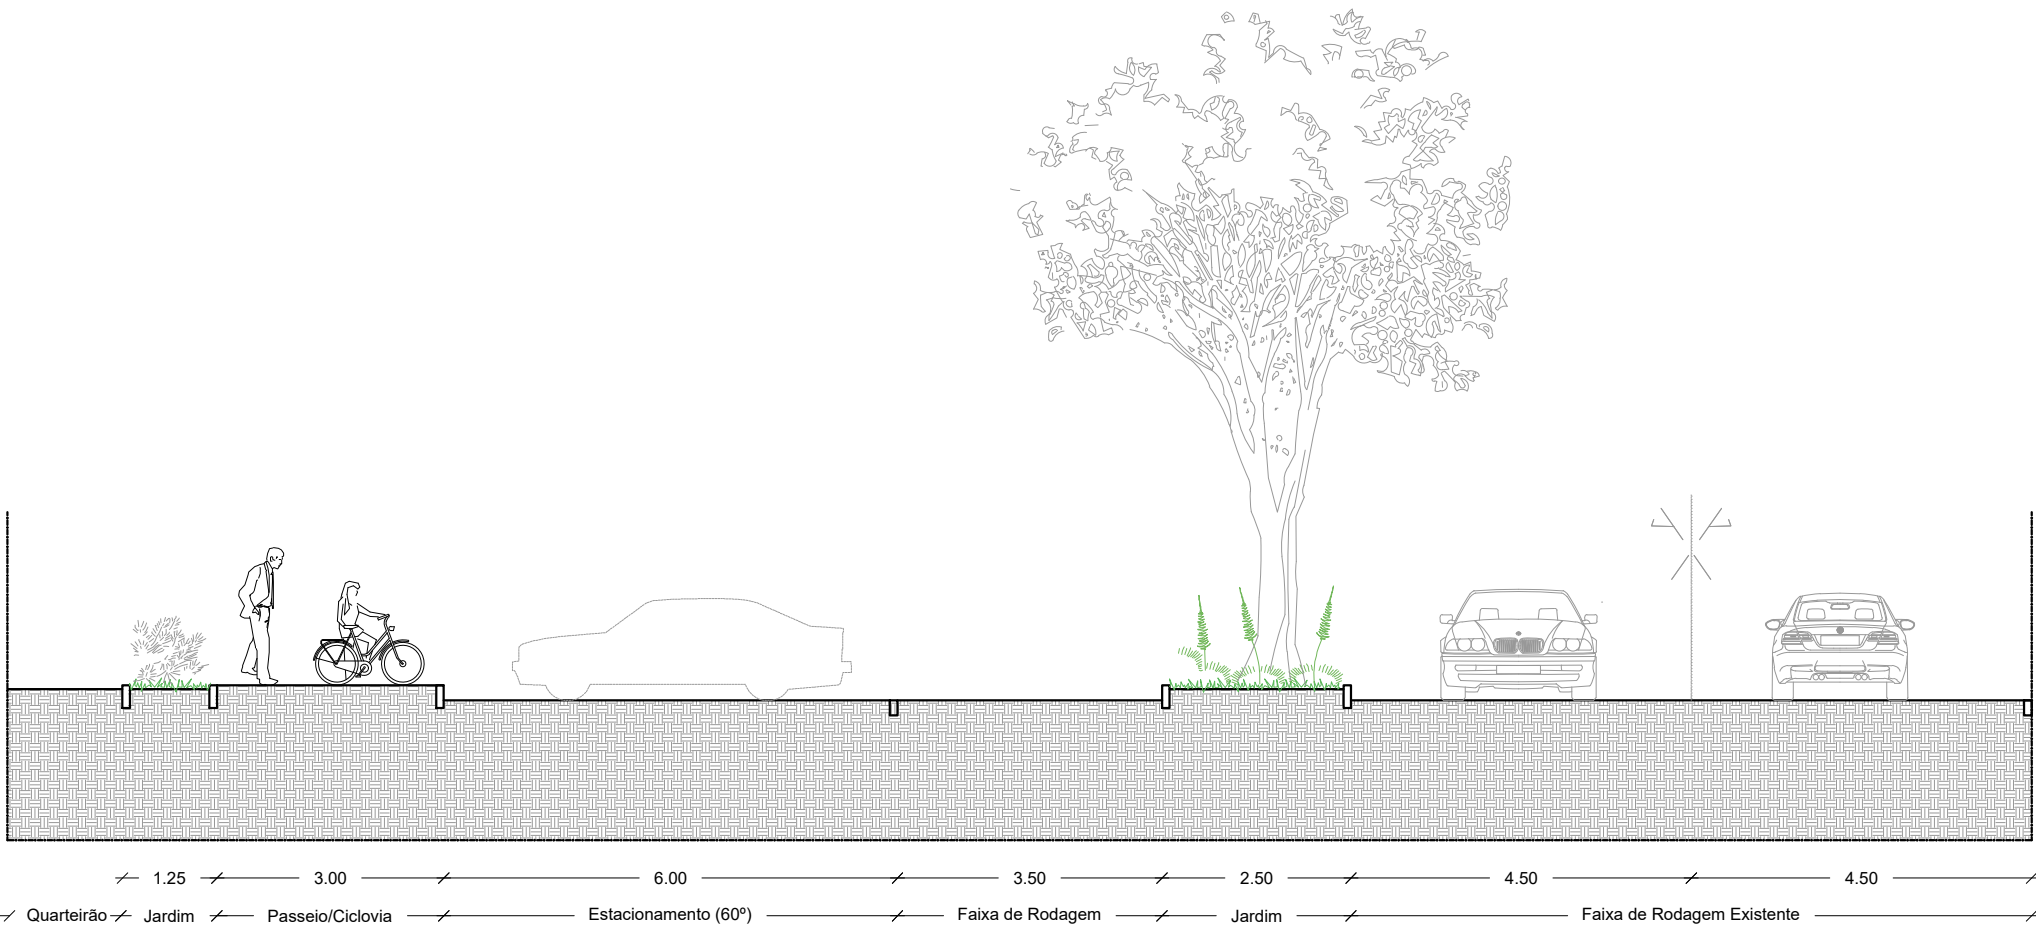 1.25 3.00 6.00 3.50 2.50 4.50 4.50
Quarteirão Jardim Passeio/Ciclovia Estacionamento (60º) Faixa de Rodagem Jardim Faixa de Rodagem Existente